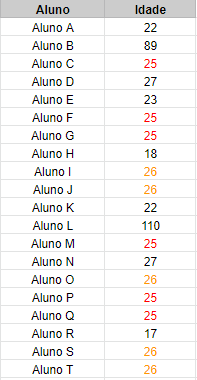 Aluno Idade
Aluno A 22
Aluno B 89
Aluno C 25
Aluno D 27
Aluno E 23
Aluno F 25
Aluno G 25
Aluno H 18
Aluno I 26
Aluno J 26
Aluno K 22
Aluno L 110
Aluno M 25
Aluno N 27
Aluno O 26
Aluno P 25
Aluno Q 25
Aluno R 17
Aluno S 26
Aluno T 26